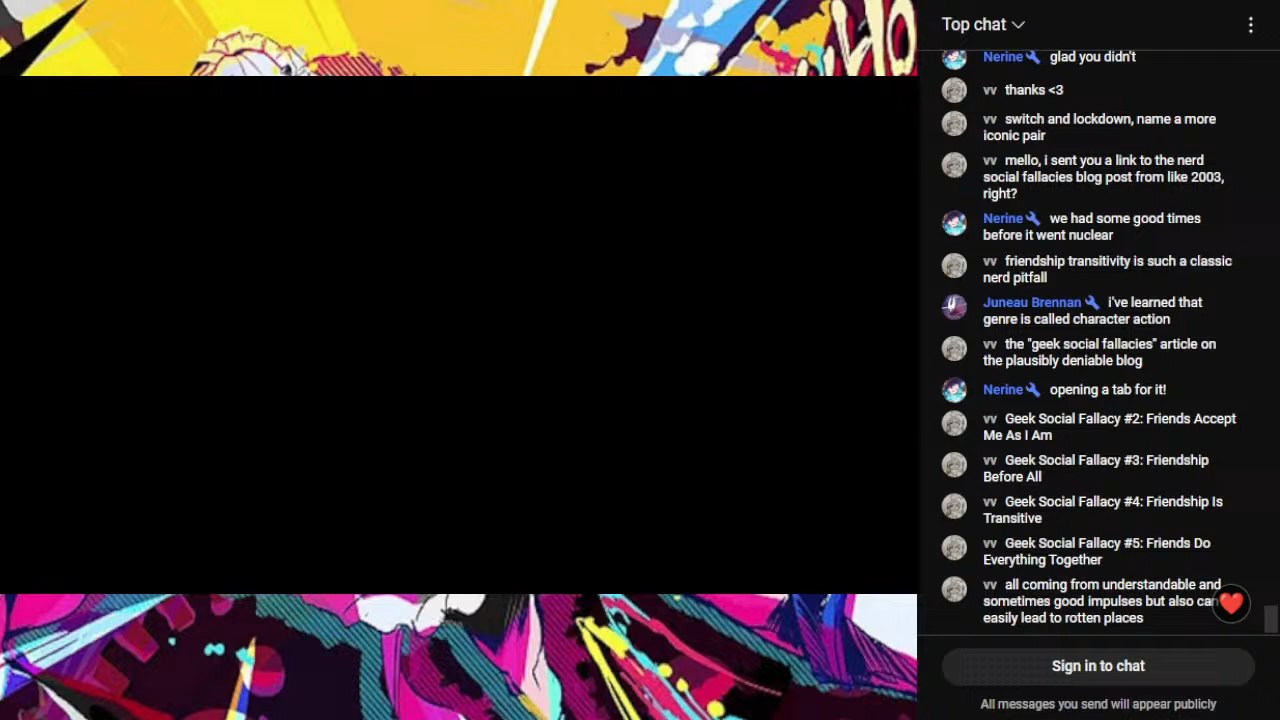 Top chat
Nerine glad you didn't
vv thanks <3
vv switch and lockdown, name a more
iconic pair
vv mello, i sent you a link to the nerd
social fallacies blog post from like 2003,
right?
Nerine we had some good times
before it went nuclear
vv friendship transitivity is such a classic
nerd pitfall
Juneau Brennan i've learned that
genre is called character action
vv the "geek social fallacies" article on
the plausibly deniable blog
Nerine opening a tab for it!
vv Geek Social Fallacy #2: Friends Accept
Me As I Am
vv Geek Social Fallacy #3: Friendship
Before All
vv Geek Social Fallacy #4: Friendship Is
Transitive
vv Geek Social Fallacy #5: Friends Do
Everything Together
vv all coming from understandable and
sometimes good impulses but also can
easily lead to rotten places
Sign in to chat
All messages you send will appear publicly